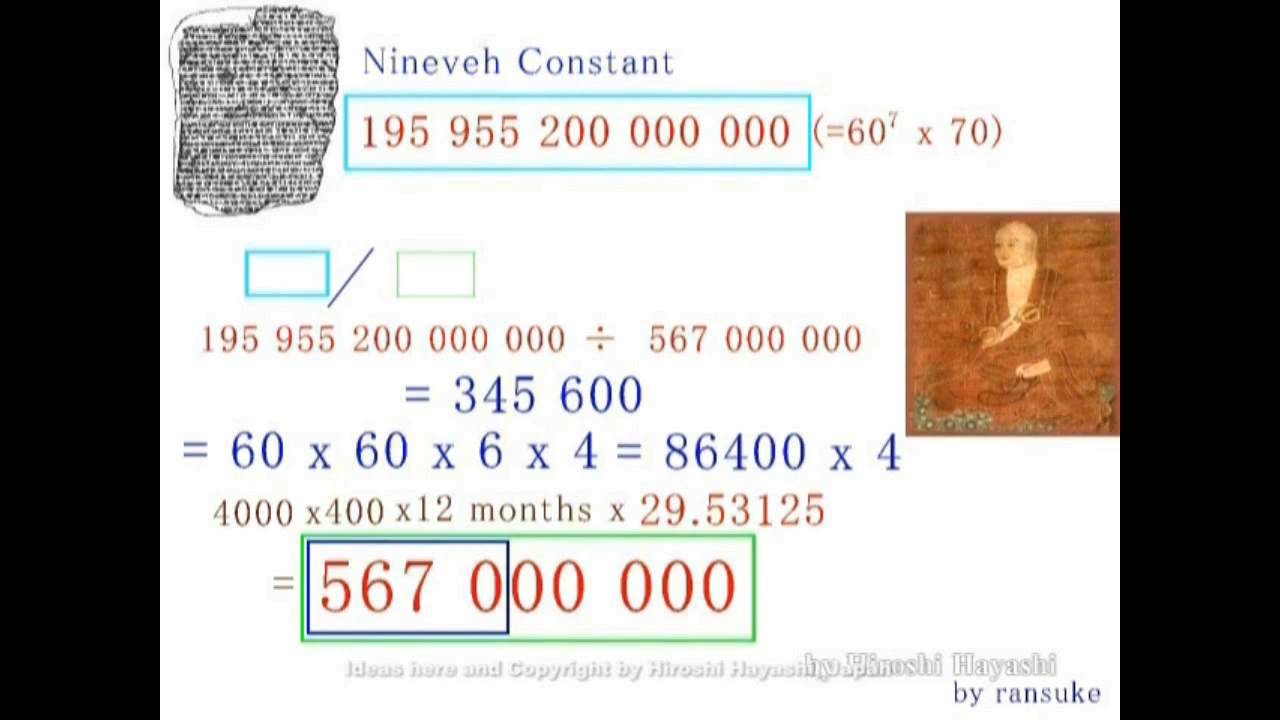 Nineveh Constant
195 955 200 000 000 (=60⁷ x 70)
/
195 955 200 000 000 ÷ 567 000 000
= 345 600
= 60 x 60 x 6 x 4 = 86400 x 4
4000 x400 x12 months x 29.53125
= 567 000 000
Ideas here and Copyright by Hiroshi Hayashi,
by Hiroshi Hayashi
by ransuke